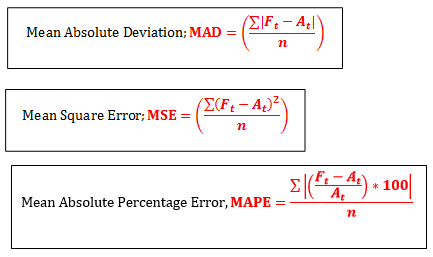 Mean Absolute Deviation; MAD = (∑|Fₜ − Aₜ| / n)
Mean Square Error; MSE = (∑(Fₜ − Aₜ)² / n)
Mean Absolute Percentage Error, MAPE = ∑|((Fₜ − Aₜ) / Aₜ) * 100| / n